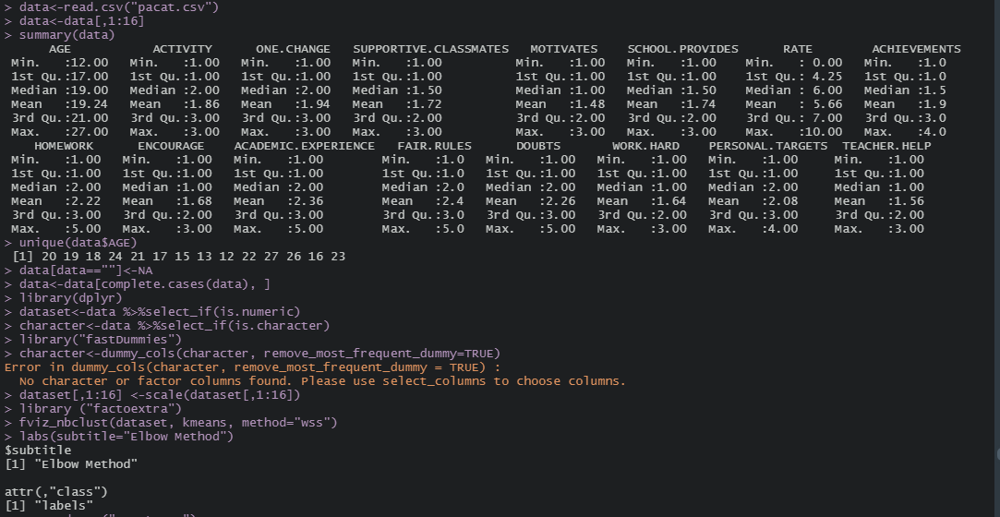 > data<-read.csv("pacat.csv")
> data<-data[,1:16]
> summary(data)
AGE ACTIVITY ONE.CHANGE SUPPORTIVE.CLASSMATES MOTIVATES SCHOOL.PROVIDES RATE ACHIEVEMENTS
Min. :12.00 Min. :1.00 Min. :1.00 Min. :1.00 Min. :1.00 Min. :1.00 Min. : 0.00 Min. :1.0
1st Qu.:17.00 1st Qu.:1.00 1st Qu.:1.00 1st Qu.:1.00 1st Qu.:1.00 1st Qu.:1.00 1st Qu.: 4.25 1st Qu.:1.0
Median :19.00 Median :2.00 Median :2.00 Median :1.50 Median :1.00 Median :1.50 Median : 6.00 Median :1.5
Mean :19.24 Mean :1.86 Mean :1.94 Mean :1.72 Mean :1.48 Mean :1.74 Mean : 5.66 Mean :1.9
3rd Qu.:21.00 3rd Qu.:3.00 3rd Qu.:3.00 3rd Qu.:2.00 3rd Qu.:2.00 3rd Qu.:2.00 3rd Qu.: 7.00 3rd Qu.:3.0
Max. :27.00 Max. :3.00 Max. :3.00 Max. :3.00 Max. :3.00 Max. :3.00 Max. :10.00 Max. :4.0
HOMEWORK ENCOURAGE ACADEMIC.EXPERIENCE FAIR.RULES DOUBTS WORK.HARD PERSONAL.TARGETS TEACHER.HELP
Min. :1.00 Min. :1.00 Min. :1.00 Min. :1.0 Min. :1.00 Min. :1.00 Min. :1.00 Min. :1.00
1st Qu.:1.00 1st Qu.:1.00 1st Qu.:1.00 1st Qu.:1.0 1st Qu.:1.00 1st Qu.:1.00 1st Qu.:1.00 1st Qu.:1.00
Median :2.00 Median :1.00 Median :2.00 Median :2.0 Median :2.00 Median :1.00 Median :2.00 Median :1.00
Mean :2.22 Mean :1.68 Mean :2.36 Mean :2.4 Mean :2.26 Mean :1.64 Mean :2.08 Mean :1.56
3rd Qu.:3.00 3rd Qu.:2.00 3rd Qu.:3.00 3rd Qu.:3.0 3rd Qu.:3.00 3rd Qu.:2.00 3rd Qu.:3.00 3rd Qu.:2.00
Max. :5.00 Max. :3.00 Max. :5.00 Max. :5.0 Max. :5.00 Max. :3.00 Max. :4.00 Max. :3.00
> unique(data$AGE)
[1] 20 19 18 24 21 17 15 13 12 22 27 26 16 23
> data[data==""]<-NA
> data<-data[complete.cases(data), ]
> library(dplyr)
> dataset<-data %>%select_if(is.numeric)
> character<-data %>%select_if(is.character)
> library("fastDummies")
> character<-dummy_cols(character, remove_most_frequent_dummy=TRUE)
Error in dummy_cols(character, remove_most_frequent_dummy = TRUE) :
No character or factor columns found. Please use select_columns to choose columns.
> dataset[,1:16] <-scale(dataset[,1:16])
> library ("factoextra")
> fviz_nbclust(dataset, kmeans, method="wss")
> labs(subtitle="Elbow Method")
$subtitle
[1] "Elbow Method"
attr(,"class")
[1] "labels"